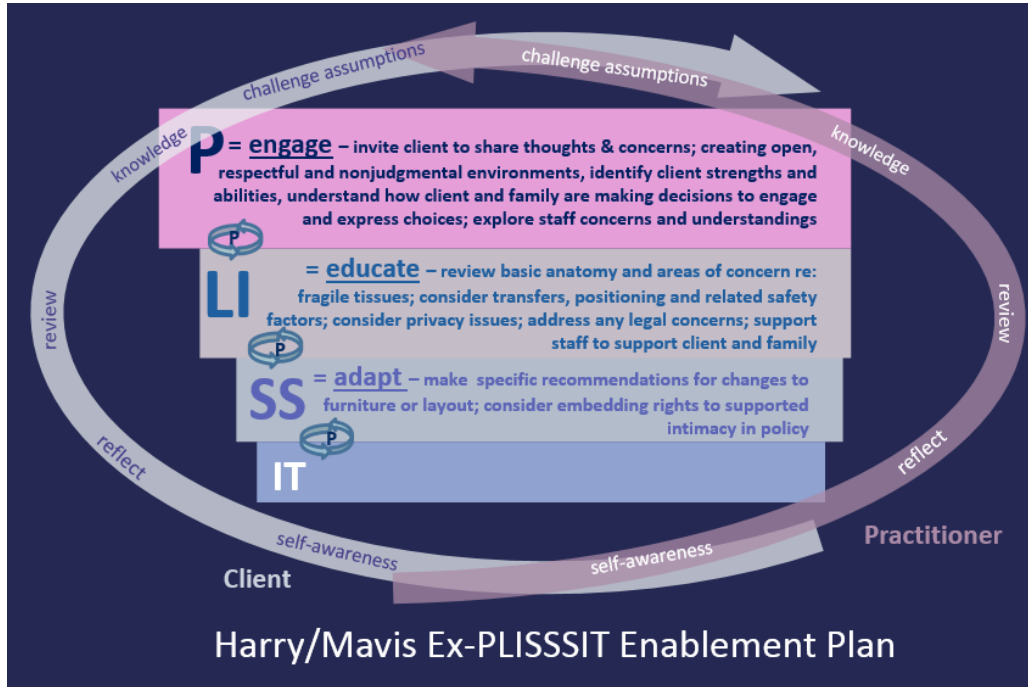 challenge assumptions
challenge assumptions
knowledge
knowledge
P = engage – invite client to share thoughts & concerns; creating open,
respectful and nonjudgmental environments, identify client strengths and
abilities, understand how client and family are making decisions to engage
and express choices; explore staff concerns and understandings
P
LI = educate – review basic anatomy and areas of concern re:
fragile tissues; consider transfers, positioning and related safety
factors; consider privacy issues; address any legal concerns; support
staff to support client and family
review
review
P
SS = adapt – make specific recommendations for changes to
furniture or layout; consider embedding rights to supported
intimacy in policy
P
IT
reflect
reflect
self-awareness
self-awareness
Practitioner
Client
Harry/Mavis Ex-PLISSSIT Enablement Plan